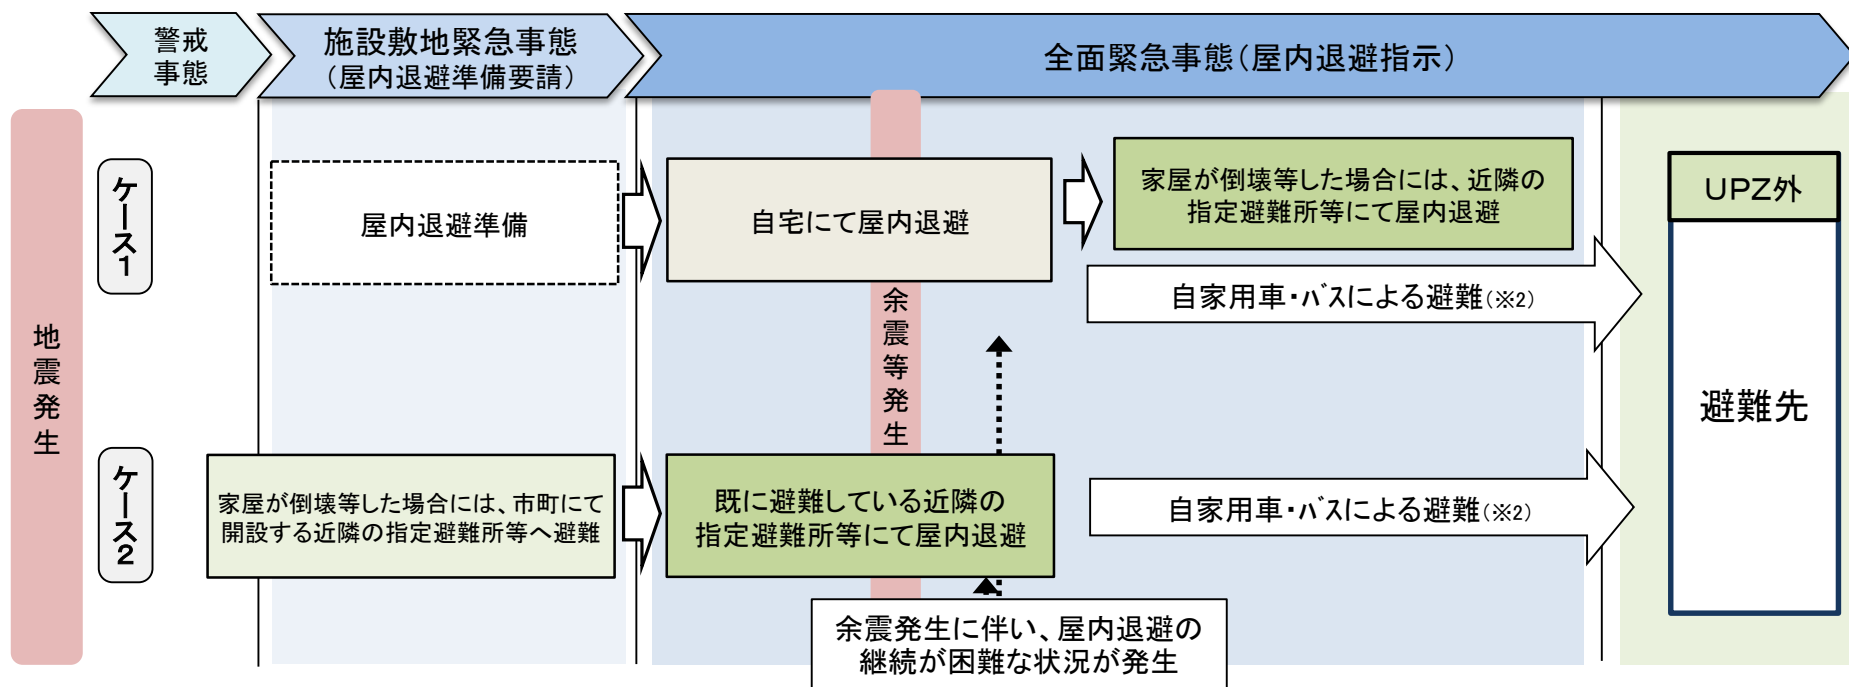 警戒
事態
施設敷地緊急事態
（屋内退避準備要請）
全面緊急事態（屋内退避指示）
地震発生
ケース１
屋内退避準備
自宅にて屋内退避
家屋が倒壊等した場合には、近隣の
指定避難所等にて屋内退避
自家用車・バスによる避難（※2）
余震等発生
UPZ外
避難先
ケース２
家屋が倒壊等した場合には、市町にて
開設する近隣の指定避難所等へ避難
既に避難している近隣の
指定避難所等にて屋内退避
自家用車・バスによる避難（※2）
余震発生に伴い、屋内退避の
継続が困難な状況が発生